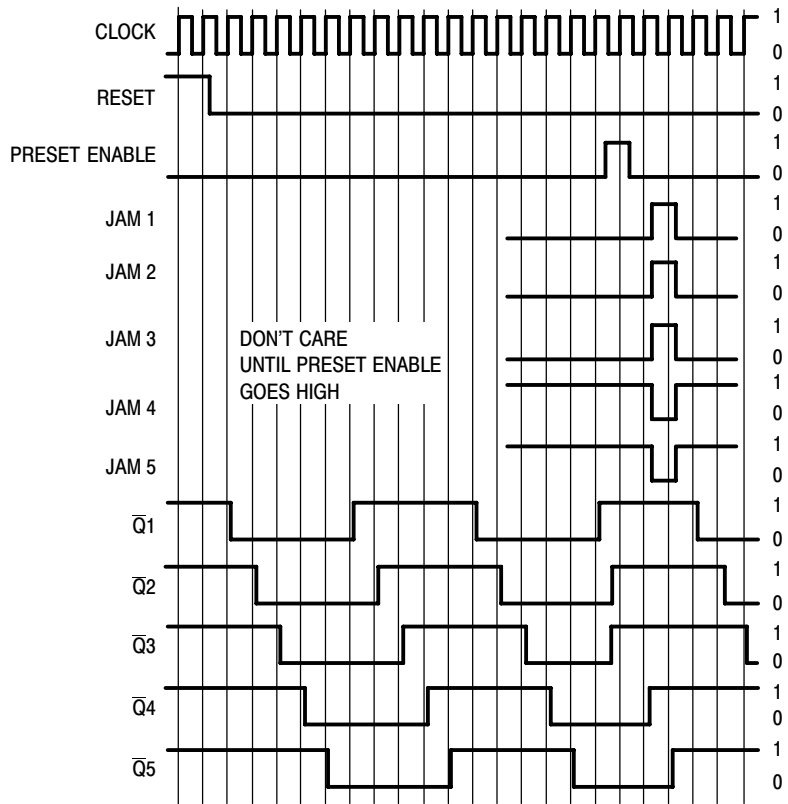 CLOCK 1
0
RESET 1
0
PRESET ENABLE 1
0
JAM 1 1
0
JAM 2 1
0
JAM 3 1
0
DON'T CARE
UNTIL PRESET ENABLE
GOES HIGH
JAM 4 1
0
JAM 5 1
0
Q̅1 1
0
Q̅2 1
0
Q̅3 1
0
Q̅4 1
0
Q̅5 1
0